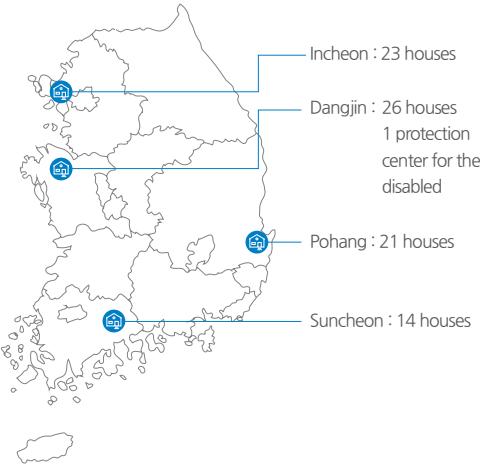 Incheon : 23 houses
Dangjin : 26 houses
1 protection
center for the
disabled
Pohang : 21 houses
Suncheon : 14 houses